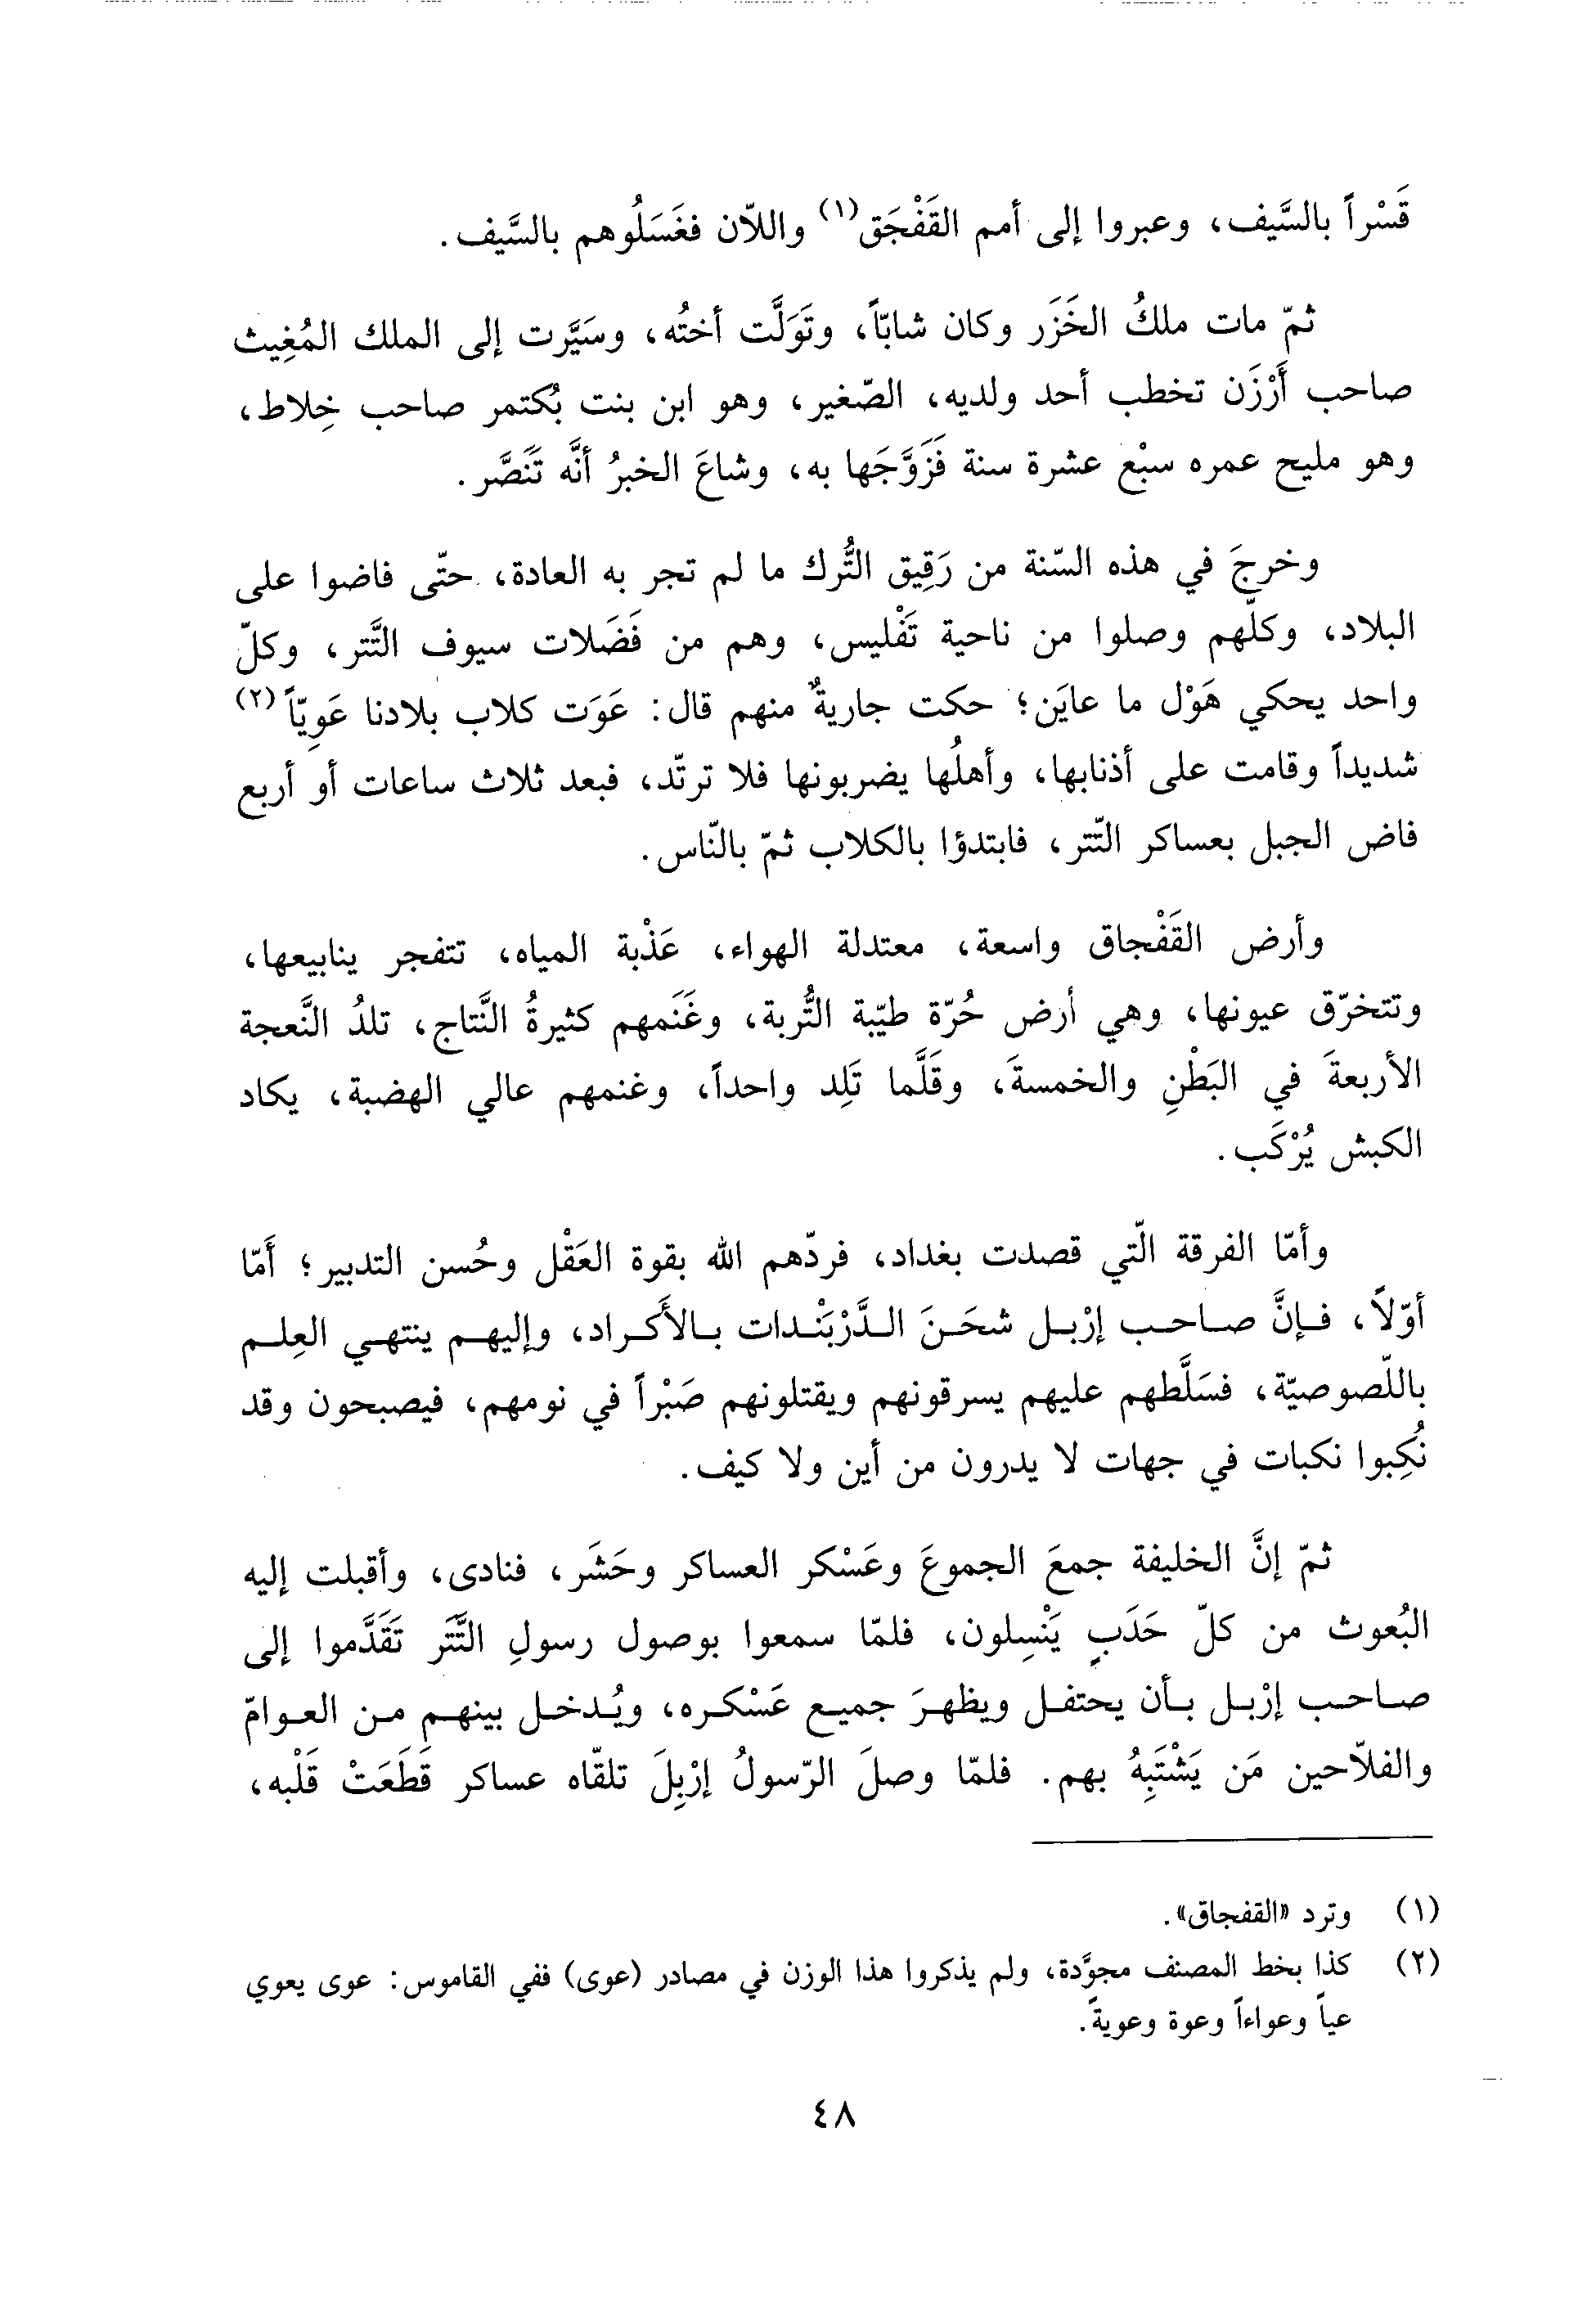 قَسْراً بالسَّيف، وعبروا إلى أمم القَفْجَق(١) واللاّن فغَسَلُوهم بالسَّيف.
ثمّ مات ملكُ الخَزَر وكان شابّاً، وتَوَلَّت أختُه، وسَيَّرت إلى الملك المُغِيث
صاحب أَرْزَن تخطب أحد ولديه، الصّغير، وهو ابن بنت بُكتمر صاحب خِلاط،
وهو مليح عمره سبْع عشرة سنة فَزَوَّجَها به، وشاعَ الخبرُ أنَّه تَنَصَّر.
وخرجَ في هذه السّنة من رَقِيق التُّرك ما لم تجر به العادة، حتّى فاضوا على
البلاد، وكلّهم وصلوا من ناحية تَفْليس، وهم من فَضَلات سيوف التَّتر، وكلّ
واحد يحكي هَوْل ما عايَن؛ حكت جاريةٌ منهم قال: عَوَت كلاب بلادنا عَوِيّاً(٢)
شديداً وقامت على أذنابها، وأهلُها يضربونها فلا ترتّد، فبعد ثلاث ساعات أو أربع
فاض الجبل بعساكر التّتر، فابتدؤا بالكلاب ثمّ بالنّاس.
وأرض القَفْجاق واسعة، معتدلة الهواء، عَذْبة المياه، تتفجر ينابيعها،
وتتخرّق عيونها، وهي أرض حُرّة طيّبة التُّربة، وغَنَمهم كثيرةُ النَّتاج، تلدُ النَّعجة
الأربعةَ في البَطْنِ والخمسةَ، وقَلَّما تَلِد واحداً، وغنمهم عالي الهضبة، يكاد
الكبش يُرْكَب.
وأمّا الفرقة الّتي قصدت بغداد، فردّهم الله بقوة العَقْل وحُسن التدبير؛ أَمّا
أوّلاً، فإنَّ صاحب إرْبل شحَنَ الدَّرْبَنْدات بالأَكراد، وإليهم ينتهي العِلم
باللّصوصيّة، فسَلَّطهم عليهم يسرقونهم ويقتلونهم صَبْراً في نومهم، فيصبحون وقد
نُكِبوا نكبات في جهات لا يدرون من أين ولا كيف.
ثمّ إنَّ الخليفة جمعَ الجموعَ وعَسْكر العساكر وحَشَر، فنادى، وأقبلت إليه
البُعوث من كلّ حَدَبٍ يَنْسِلون، فلمّا سمعوا بوصول رسولِ التَّتَر تَقَدَّموا إلى
صاحب إرْبل بأن يحتفل ويظهرَ جميع عَسْكره، ويُدخل بينهم من العوامّ
والفلاّحين مَن يَشْتَبِهُ بهم. فلمّا وصلَ الرّسولُ إرْبِلَ تلقّاه عساكر قَطَعَتْ قَلْبه،
(١) وترد «القفجاق».
(٢) كذا بخط المصنف مجوَّدة، ولم يذكروا هذا الوزن في مصادر (عوى) ففي القاموس: عوى يعوي
عياً وعواءاً وعوة وعويةً.
٤٨